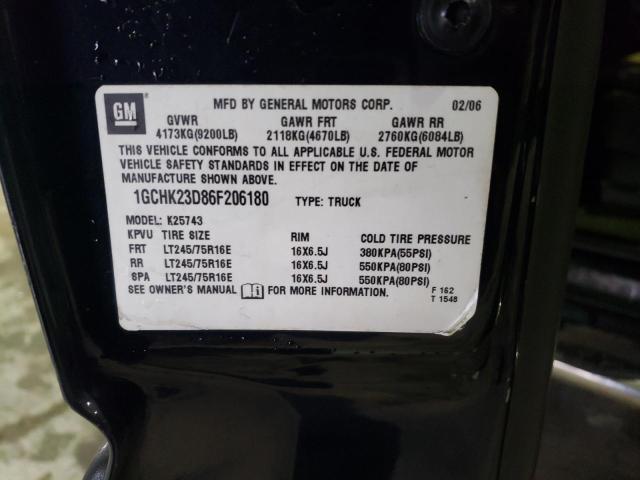 GM
MFD BY GENERAL MOTORS CORP. 02/06
GVWR GAWR FRT GAWR RR
4173KG(9200LB) 2118KG(4670LB) 2760KG(6084LB)
THIS VEHICLE CONFORMS TO ALL APPLICABLE U.S. FEDERAL MOTOR
VEHICLE SAFETY STANDARDS IN EFFECT ON THE DATE OF
MANUFACTURE SHOWN ABOVE.
1GCHK23D86F206180 TYPE: TRUCK
MODEL: K25743
KPVU TIRE SIZE RIM COLD TIRE PRESSURE
FRT LT245/75R16E 16X6.5J 380KPA(55PSI)
RR LT245/75R16E 16X6.5J 550KPA(80PSI)
SPA LT245/75R16E 16X6.5J 550KPA(80PSI)
SEE OWNER'S MANUAL i FOR MORE INFORMATION. F 162
T 1548